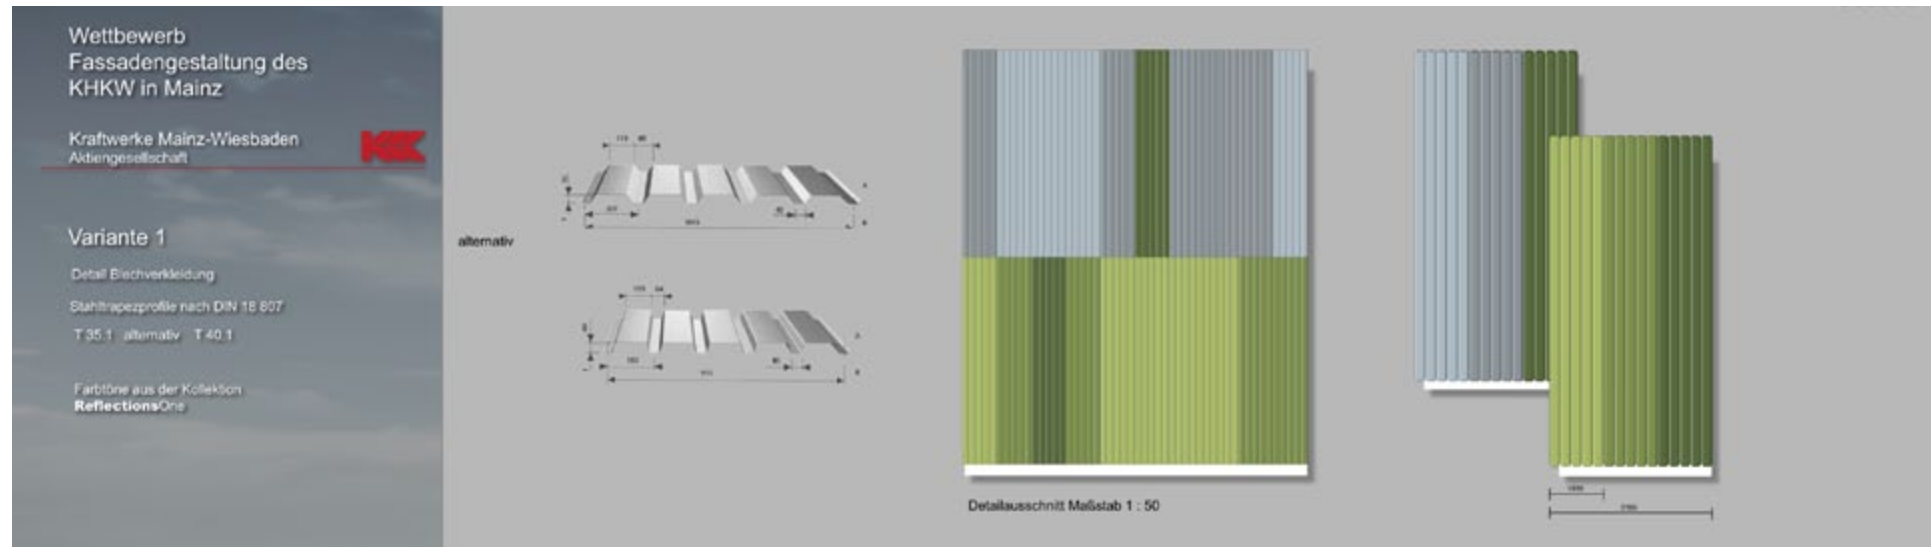 Wettbewerb
Fassadengestaltung des
KHKW in Mainz
Kraftwerke Mainz-Wiesbaden
Aktiengesellschaft
Variante 1
Detail Blechverkleidung
Stahltrapezprofile nach DIN 18 807
T 35.1 alternativ T 40.1
Farbtöne aus der Kollektion
ReflectionsOne
alternativ
Detailausschnitt Maßstab 1 : 50